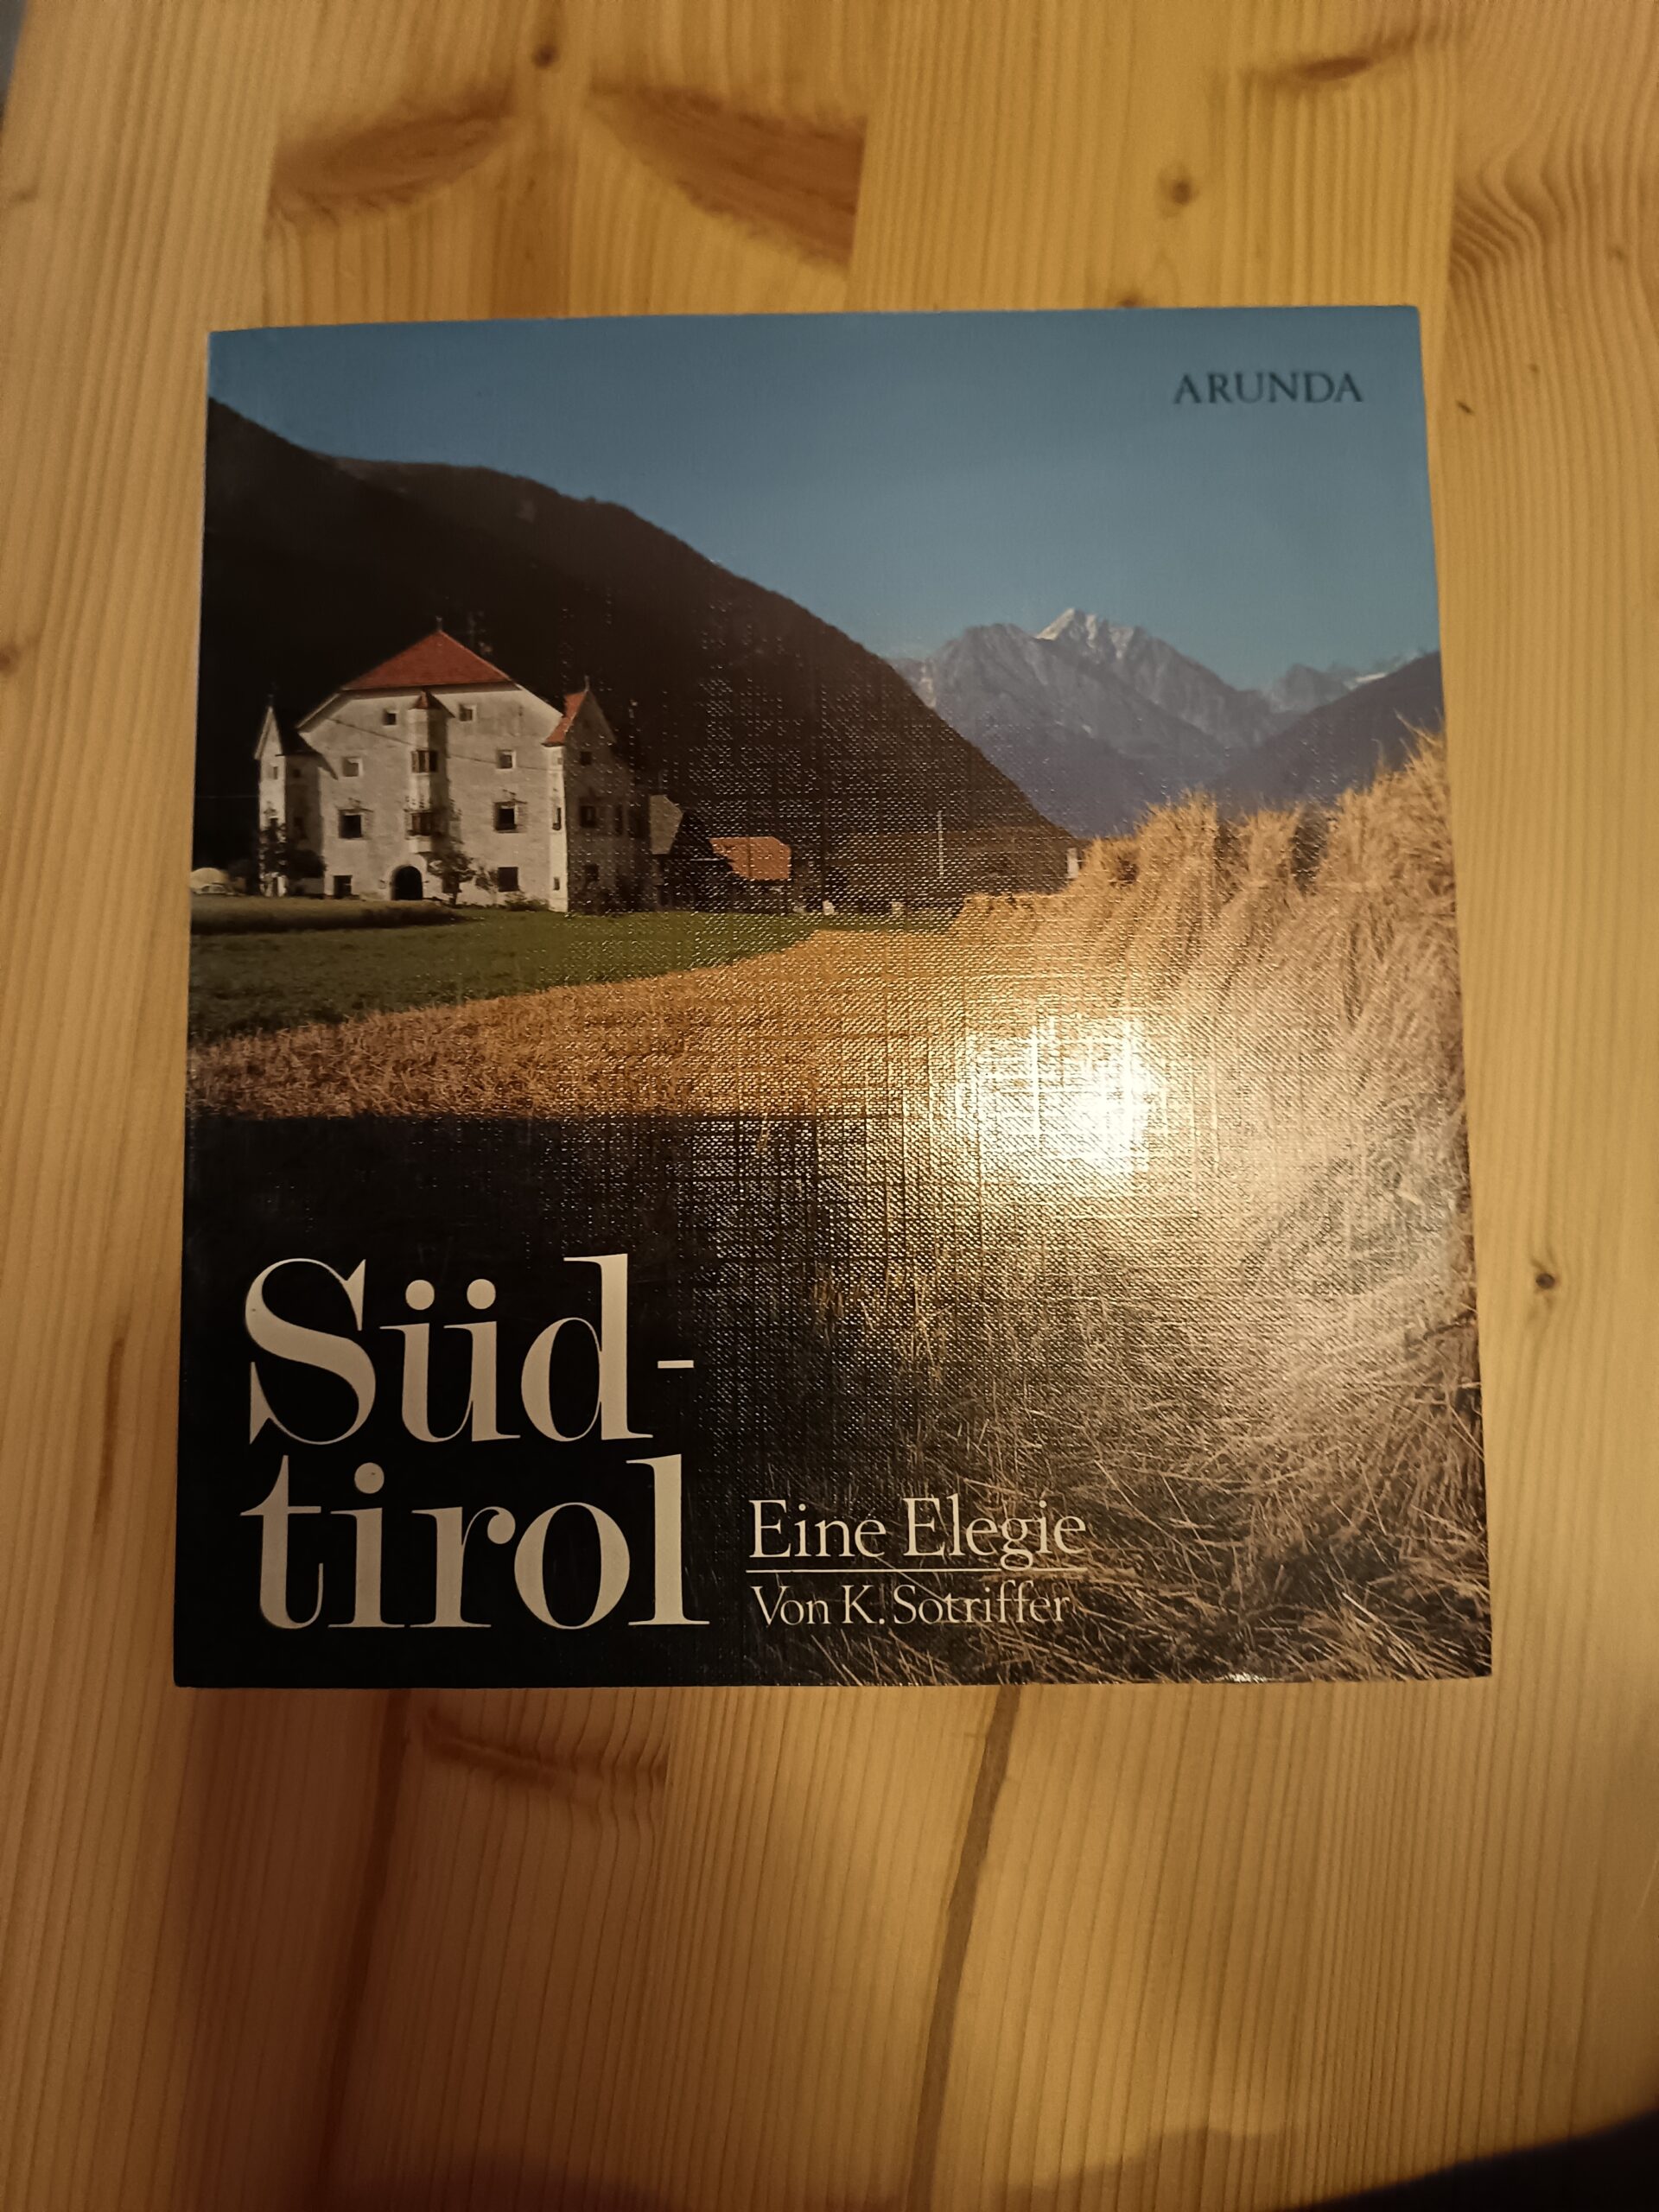 ARUNDA
Süd-
tirol
Eine Elegie
Von K. Sotriffer